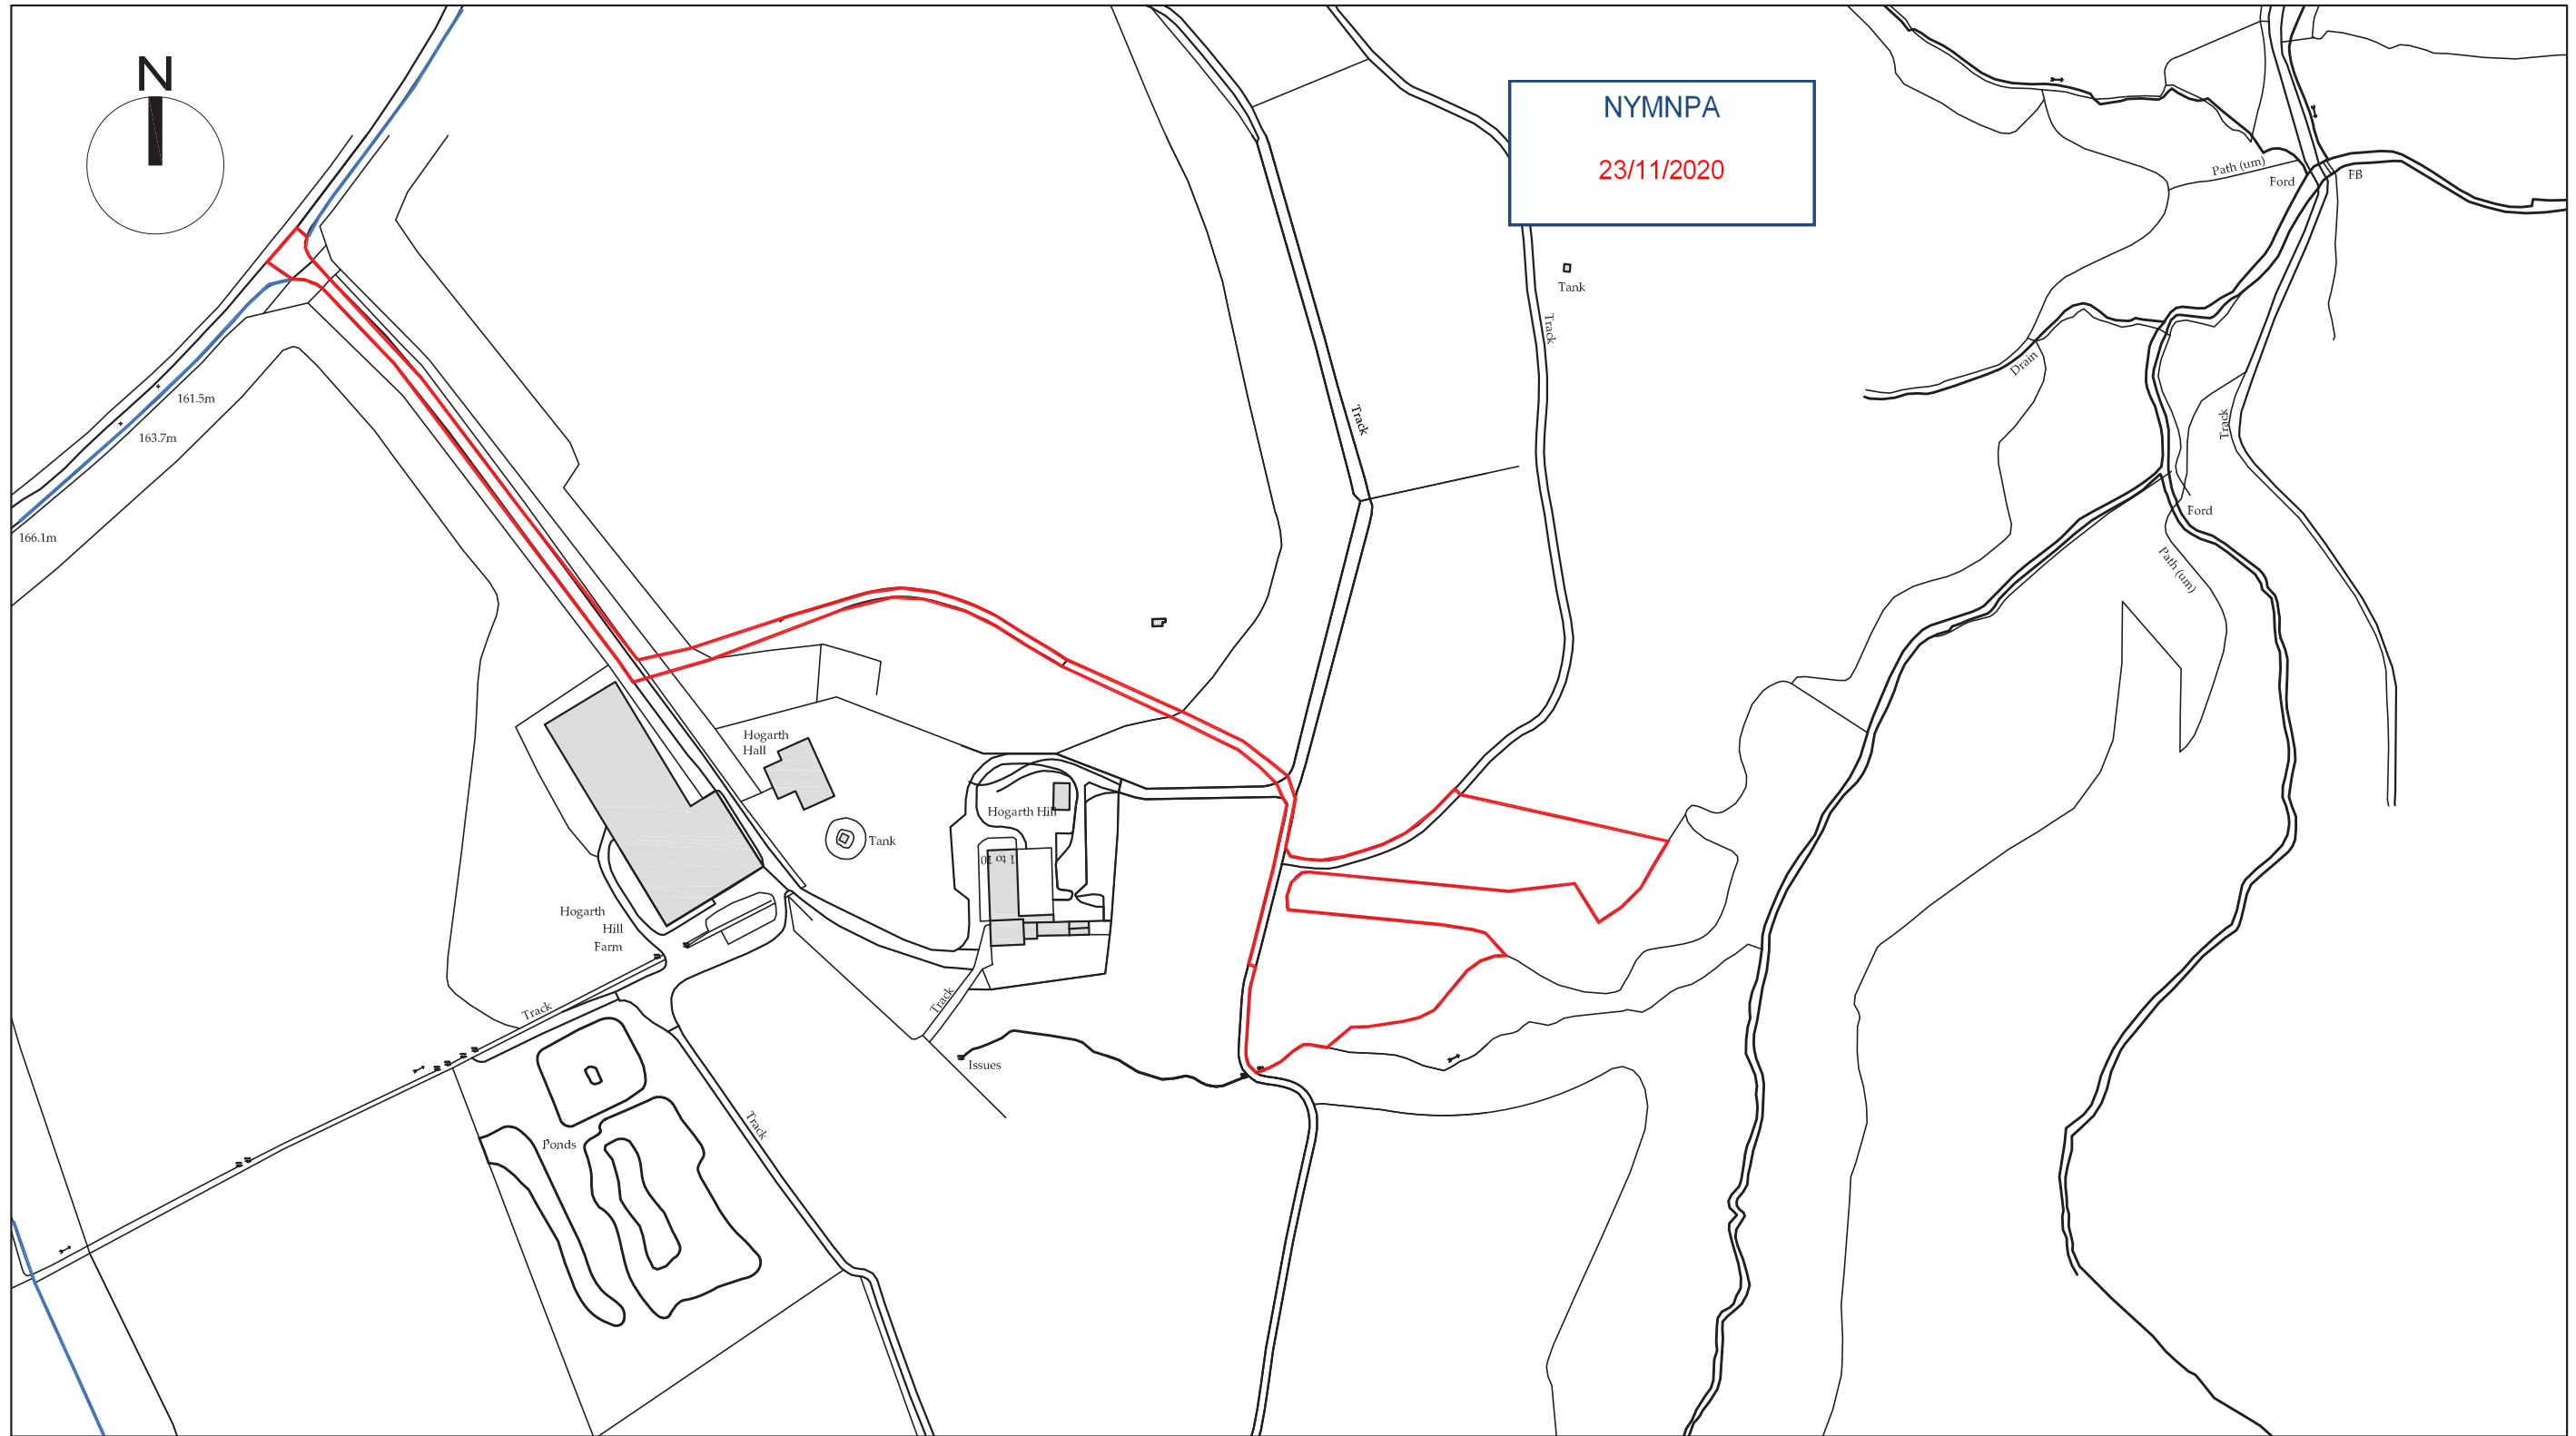 N
NYMNPA
23/11/2020
Path (um)
Ford
FB
Tank
Track
Drain
161.5m
163.7m
Track
Track
166.1m
Ford
Path (um)
Hogarth
Hall
Hogarth Hill
Tank
1 to 10
Hogarth
Hill
Farm
Track
Track
Issues
Track
Ponds